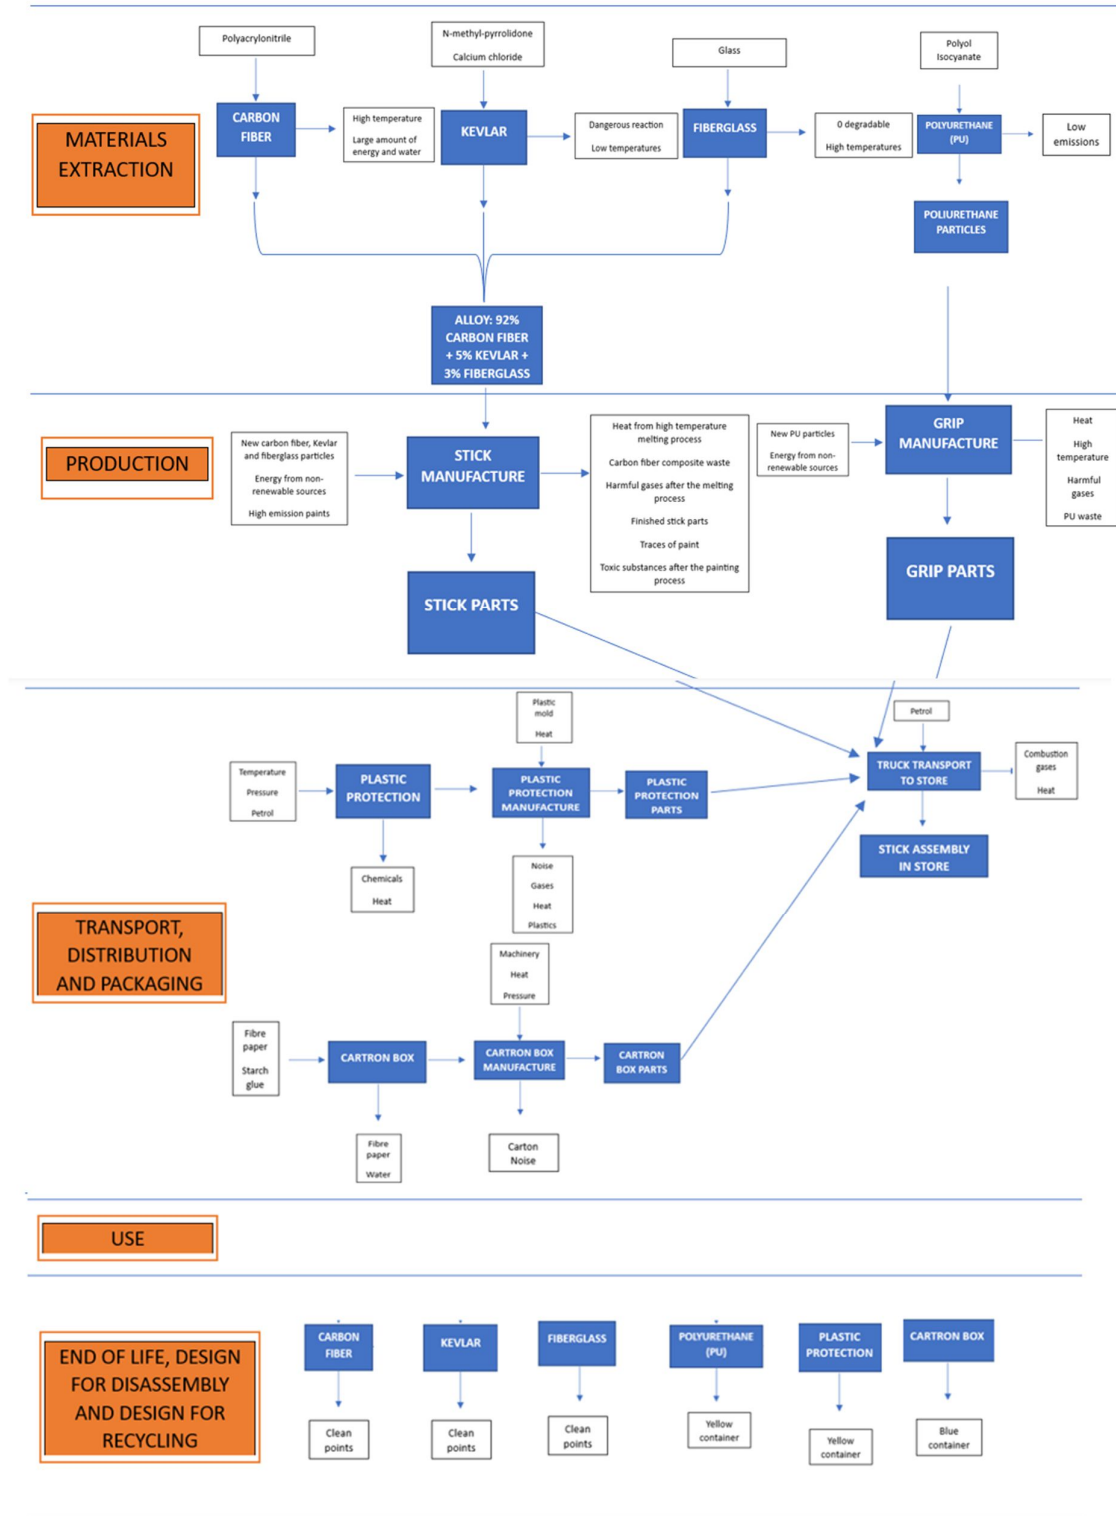 Polyacrylonitrile
N-methyl-pyrrolidone
Calcium chloride
Glass
Polyol
Isocyanate
MATERIALS
EXTRACTION
CARBON
FIBER
High temperature
Large amount of
energy and water
KEVLAR
Dangerous reaction
Low temperatures
FIBERGLASS
0 degradable
High temperatures
POLYURETHANE
(PU)
Low
emissions
POLIURETHANE
PARTICLES
ALLOY: 92%
CARBON FIBER
+ 5% KEVLAR +
3% FIBERGLASS
PRODUCTION
New carbon fiber, Kevlar
and fiberglass particles
Energy from non-
renewable sources
High emission paints
STICK
MANUFACTURE
Heat from high temperature
melting process
Carbon fiber composite waste
Harmful gases after the melting
process
Finished stick parts
Traces of paint
Toxic substances after the painting
process
New PU particles
Energy from non-
renewable sources
GRIP
MANUFACTURE
Heat
High
temperature
Harmful
gases
PU waste
STICK PARTS
GRIP PARTS
TRANSPORT,
DISTRIBUTION
AND PACKAGING
Plastic
mold
Heat
Petrol
Temperature
Pressure
Petrol
PLASTIC
PROTECTION
PLASTIC
PROTECTION
MANUFACTURE
PLASTIC
PROTECTION
PARTS
TRUCK TRANSPORT
TO STORE
Combustion
gases
Heat
Chemicals
Heat
Noise
Gases
Heat
Plastics
STICK ASSEMBLY
IN STORE
Machinery
Heat
Pressure
Fibre
paper
Starch
glue
CARTRON BOX
CARTRON BOX
MANUFACTURE
CARTRON
BOX PARTS
Fibre
paper
Water
Carton
Noise
USE
END OF LIFE, DESIGN
FOR DISASSEMBLY
AND DESIGN FOR
RECYCLING
CARBON
FIBER
KEVLAR
FIBERGLASS
POLYURETHANE
(PU)
PLASTIC
PROTECTION
CARTRON BOX
Clean
points
Clean
points
Clean
points
Yellow
container
Yellow
container
Blue
container